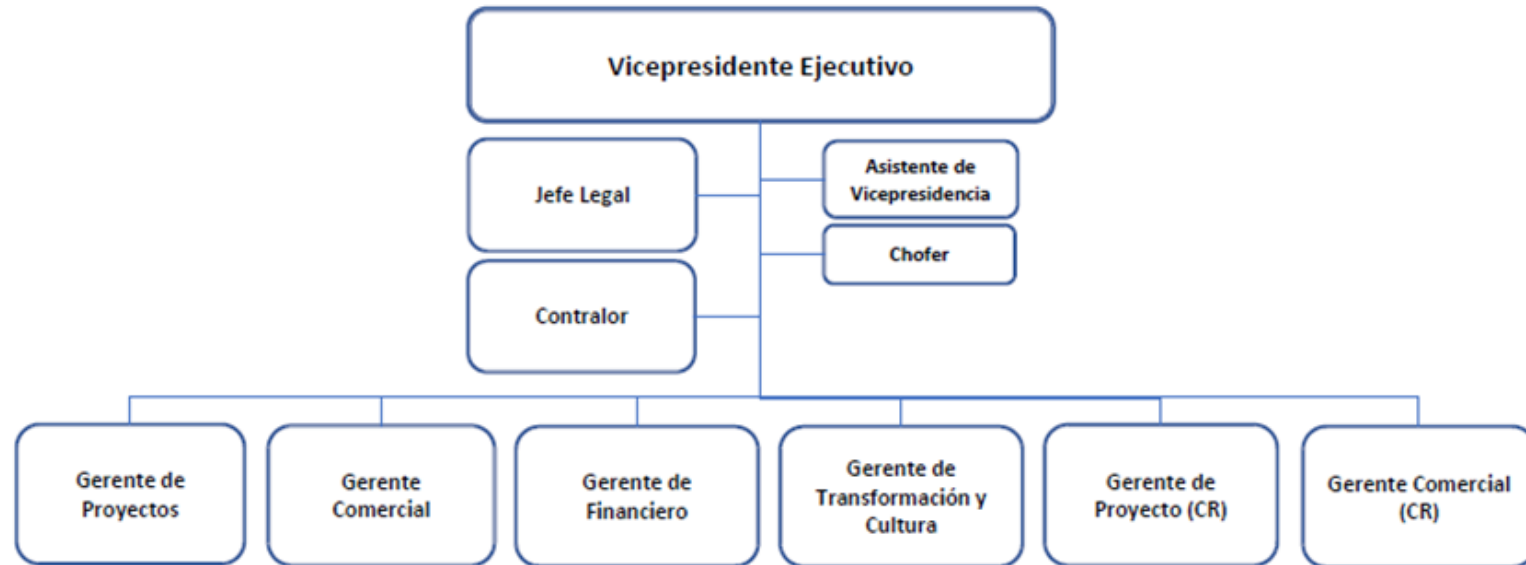 Vicepresidente Ejecutivo
Jefe Legal
Asistente de
Vicepresidencia
Chofer
Contralor
Gerente de
Proyectos
Gerente
Comercial
Gerente de
Financiero
Gerente de
Transformación y
Cultura
Gerente de
Proyecto (CR)
Gerente Comercial
(CR)